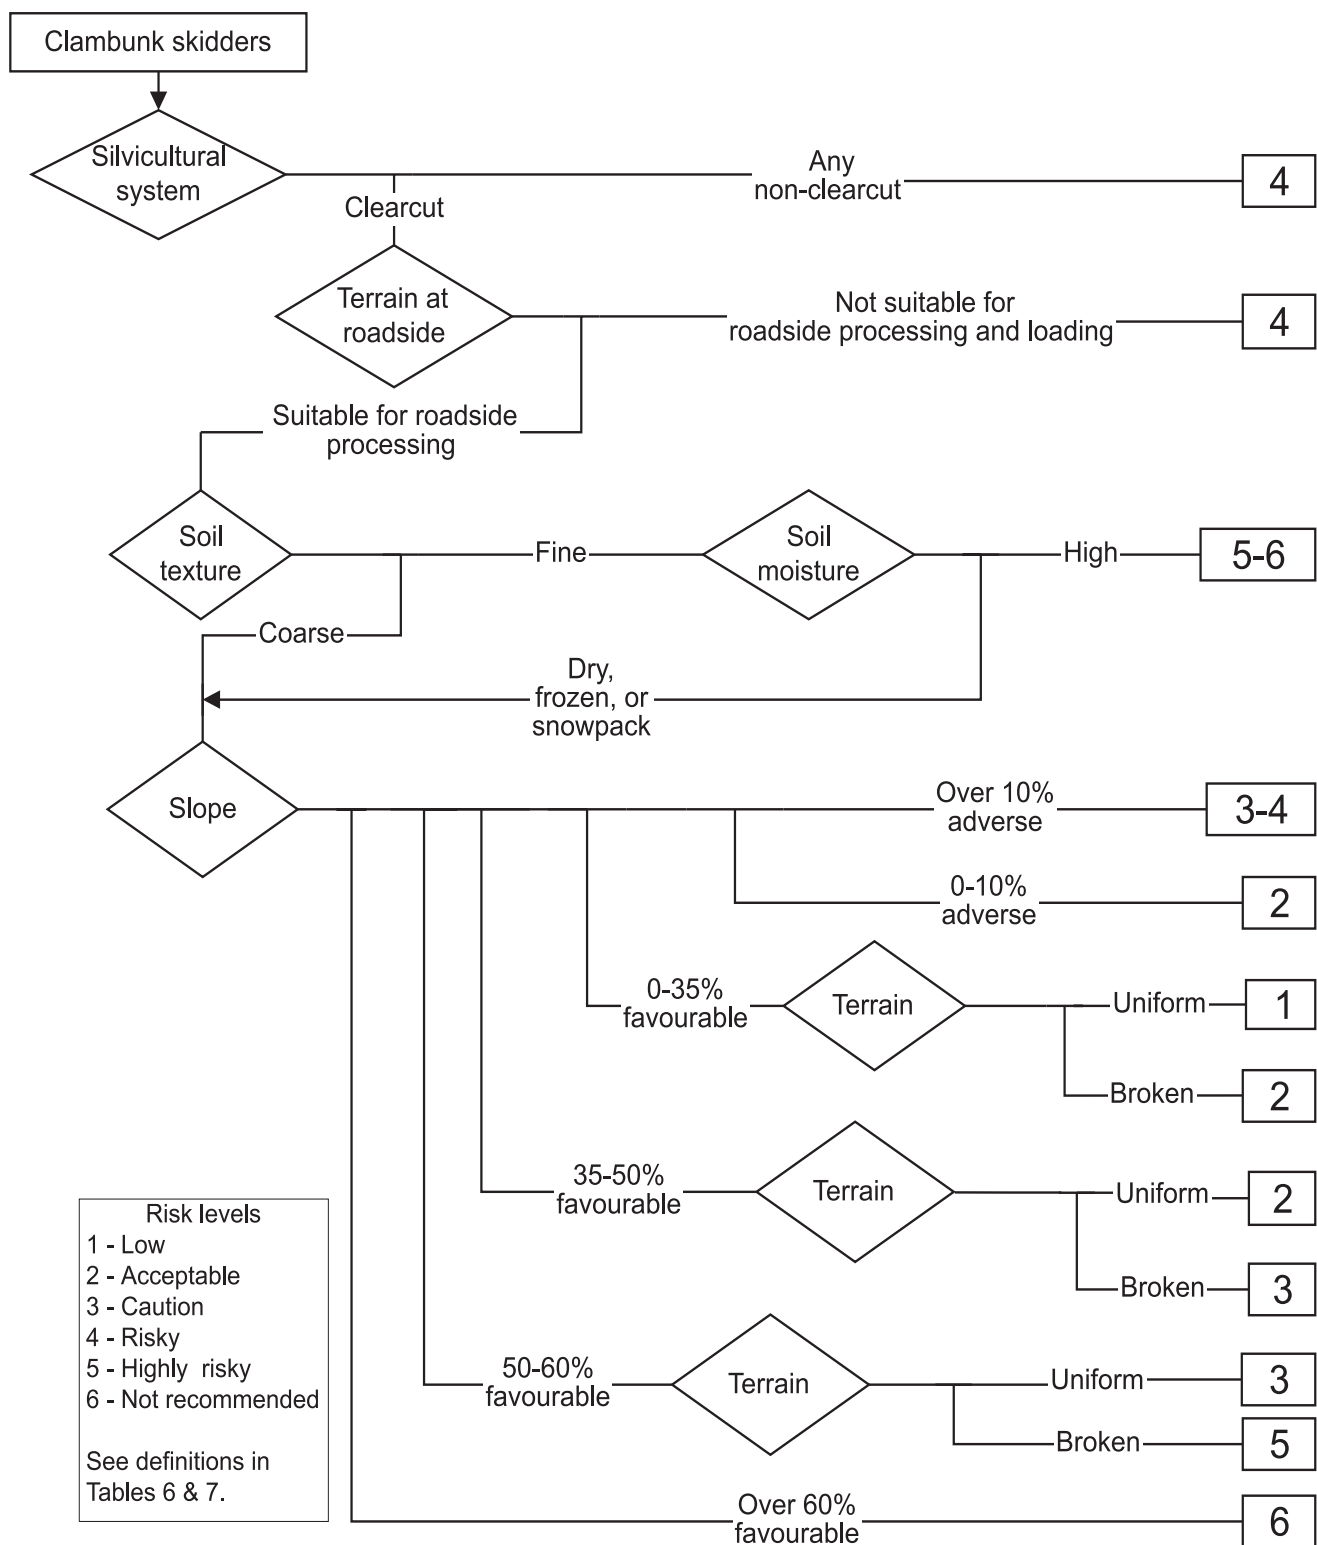 Clambunk skidders
Silvicultural
system
Any
non-clearcut
4
Clearcut
Terrain at
roadside
Not suitable for
roadside processing and loading
4
Suitable for roadside
processing
Soil
texture
Fine
Soil
moisture
High
5-6
Coarse
Dry,
frozen, or
snowpack
Slope
Over 10%
adverse
3-4
0-10%
adverse
2
0-35%
favourable
Terrain
Uniform
1
Broken
2
35-50%
favourable
Terrain
Uniform
2
Broken
3
50-60%
favourable
Terrain
Uniform
3
Broken
5
Over 60%
favourable
6
Risk levels
1 - Low
2 - Acceptable
3 - Caution
4 - Risky
5 - Highly risky
6 - Not recommended
See definitions in
Tables 6 & 7.